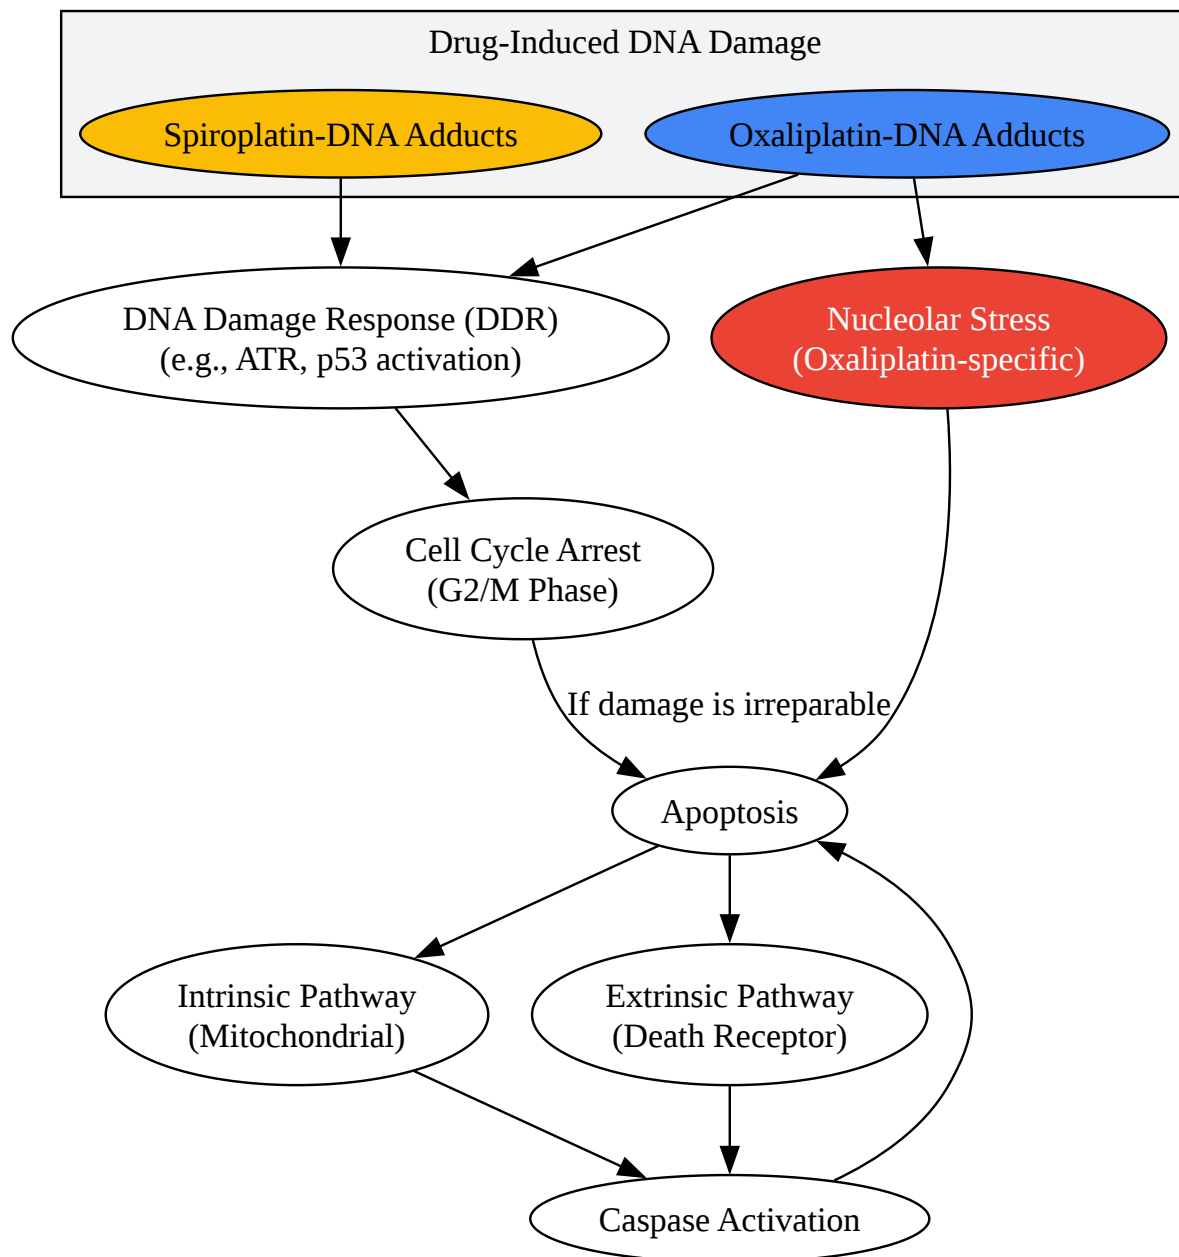 Drug-Induced DNA Damage
Spiroplatin-DNA Adducts
Oxaliplatin-DNA Adducts
DNA Damage Response (DDR)
(e.g., ATR, p53 activation)
Nucleolar Stress
(Oxaliplatin-specific)
Cell Cycle Arrest
(G2/M Phase)
If damage is irreparable
Apoptosis
Intrinsic Pathway
(Mitochondrial)
Extrinsic Pathway
(Death Receptor)
Caspase Activation